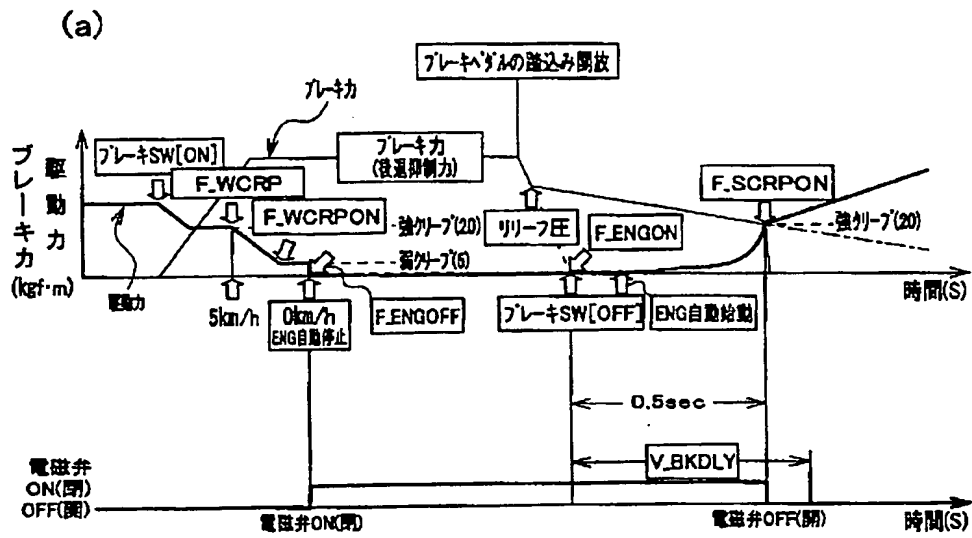 (a)
ブレーキペダルの踏込み開放
ブレーキ力
ブレーキSW[ON]
ブレーキ力
(後退抑制力)
F_WCRP
F_SCRPON
F_WCRPON
強クリープ(20)
リリーフ圧
F_ENGON
強クリープ(20)
弱クリープ(5)
駆動力
ブレーキ力
(kgf・m)
駆動力
5km/h
0km/h
ENG自動停止
F_ENGOFF
ブレーキSW[OFF]
ENG自動始動
時間(S)
0.5sec
V_BKDLY
電磁弁
ON(閉)
OFF(開)
電磁弁ON(閉)
電磁弁OFF(開)
時間(S)